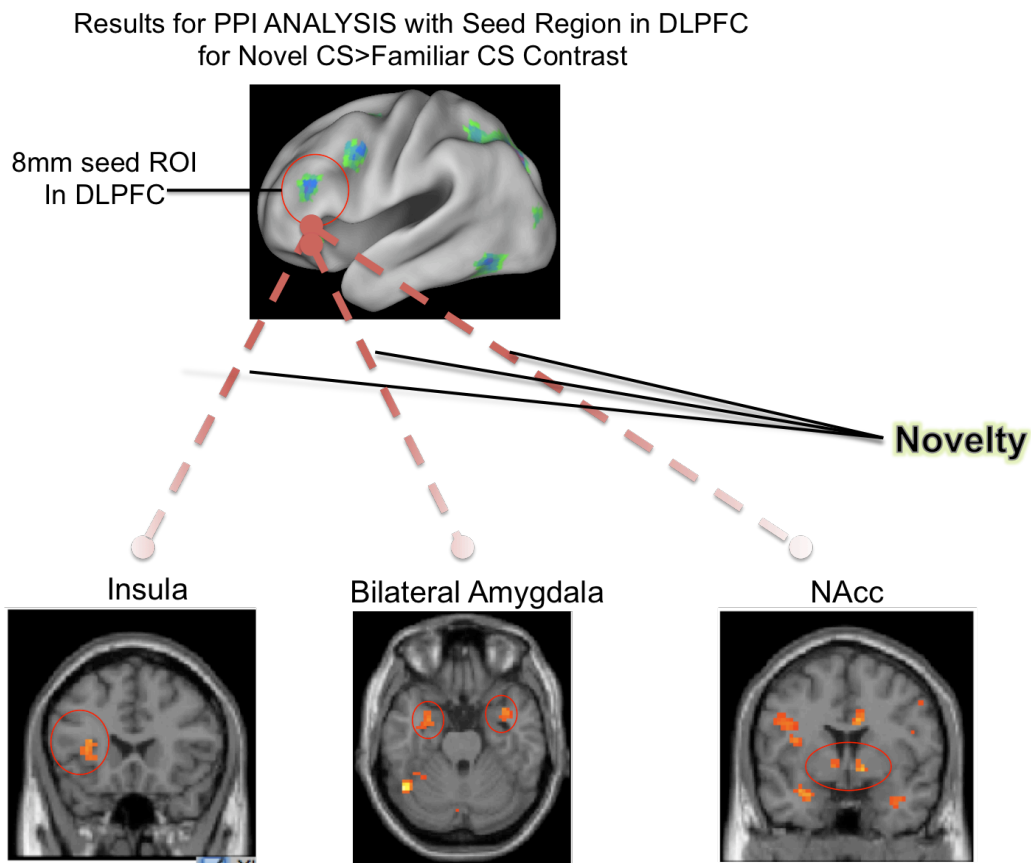 Results for PPI ANALYSIS with Seed Region in DLPFC
for Novel CS>Familiar CS Contrast
8mm seed ROI
In DLPFC
Novelty
Insula
Bilateral Amygdala
NAcc